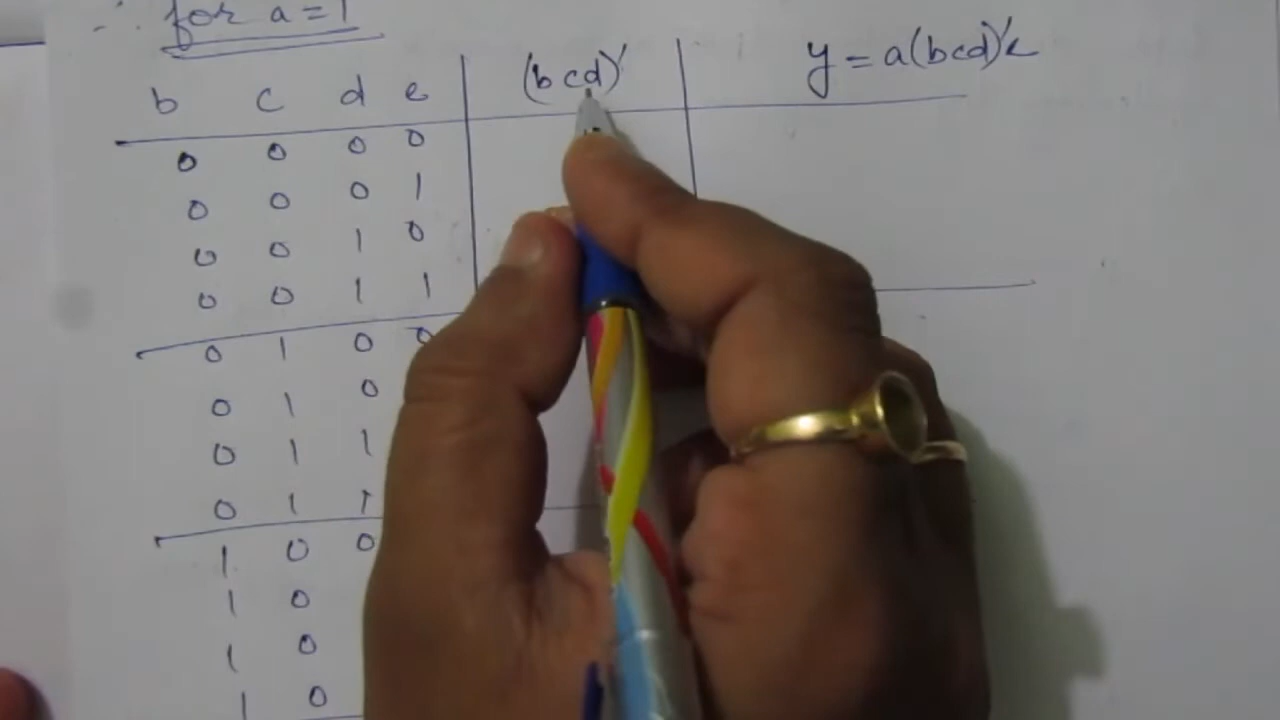 ∴ for a = 1
b c d e (bcd)' y = a(bcd)'e
0 0 0 0
0 0 0 1
0 0 1 0
0 0 1 1
0 1 0 0
0 1 0
0 1 1
0 1 1
1 0 0
1 0
1 0
1 0